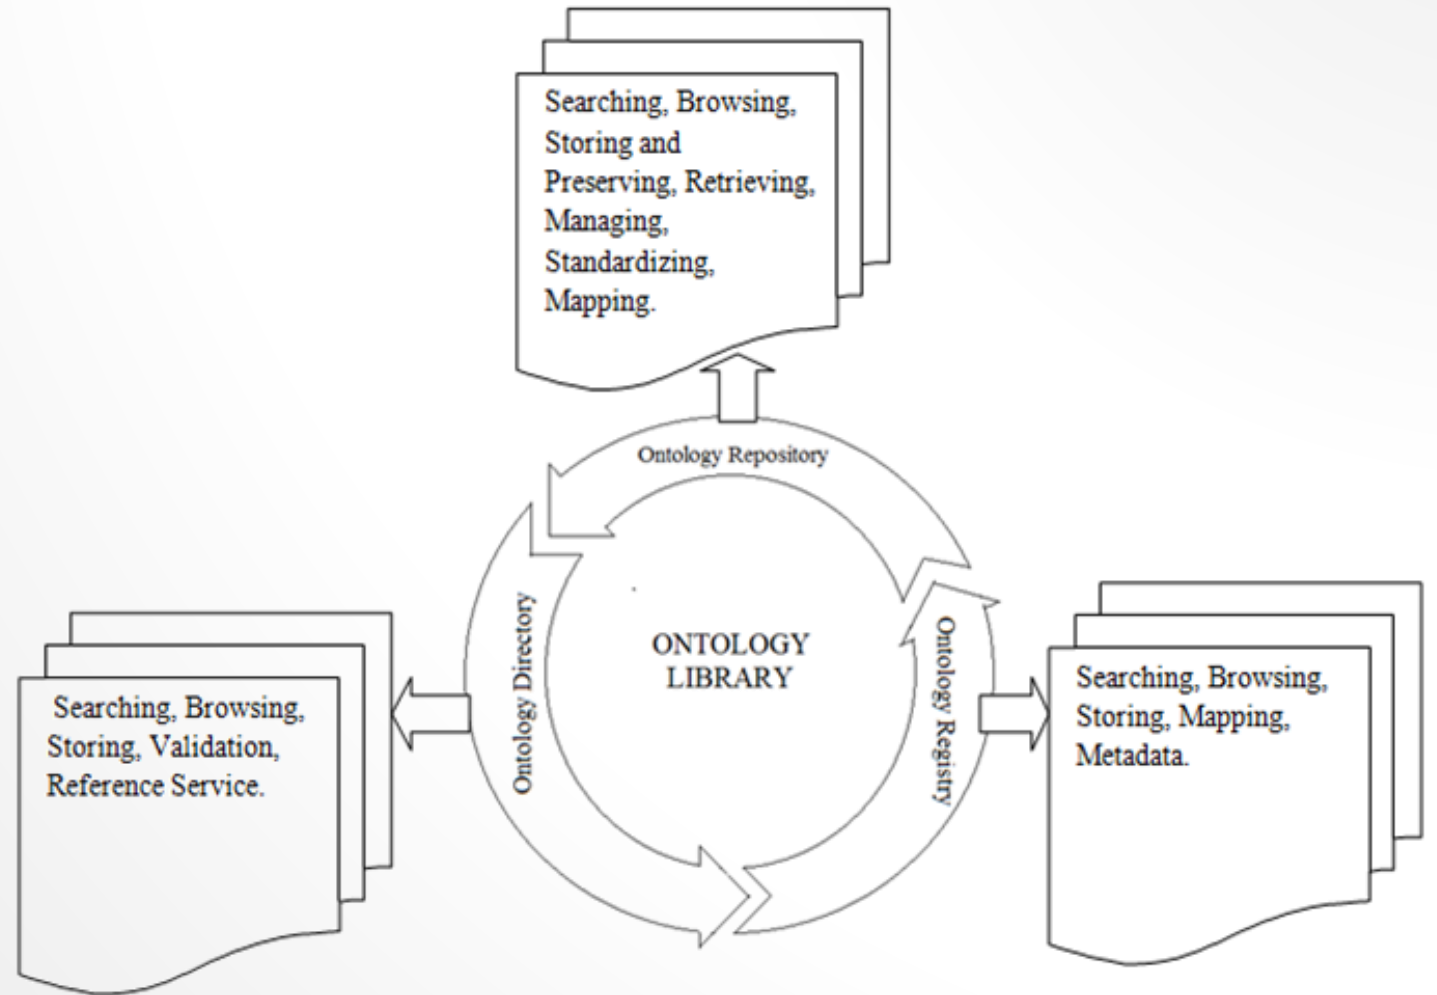 Searching, Browsing,
Storing and
Preserving, Retrieving,
Managing,
Standardizing,
Mapping.
Ontology Repository
Ontology Directory
ONTOLOGY
LIBRARY
Ontology Registry
Searching, Browsing,
Storing, Validation,
Reference Service.
Searching, Browsing,
Storing, Mapping,
Metadata.